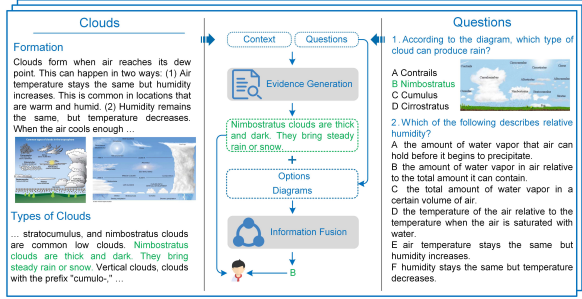 Clouds
Formation
Clouds form when air reaches its dew
point. This can happen in two ways: (1) Air
temperature stays the same but humidity
increases. This is common in locations that
are warm and humid. (2) Humidity remains
the same, but temperature decreases.
When the air cools enough …
Types of Clouds
… stratocumulus, and nimbostratus clouds
are common low clouds. Nimbostratus
clouds are thick and dark. They bring
steady rain or snow. Vertical clouds, clouds
with the prefix "cumulo-," …
Context
Questions
Evidence Generation
Nimbostratus clouds are thick
and dark. They bring steady
rain or snow.
+
Options
Diagrams
Information Fusion
B
Questions
1. According to the diagram, which type of
cloud can produce rain?
A Contrails
B Nimbostratus
C Cumulus
D Cirrostratus
2. Which of the following describes relative
humidity?
A the amount of water vapor that air can
hold before it begins to precipitate.
B the amount of water vapor in air relative
to the total amount it can contain.
C the total amount of water vapor in a
certain volume of air.
D the temperature of the air relative to the
temperature when the air is saturated with
water.
E air temperature stays the same but
humidity increases.
F humidity stays the same but temperature
decreases.